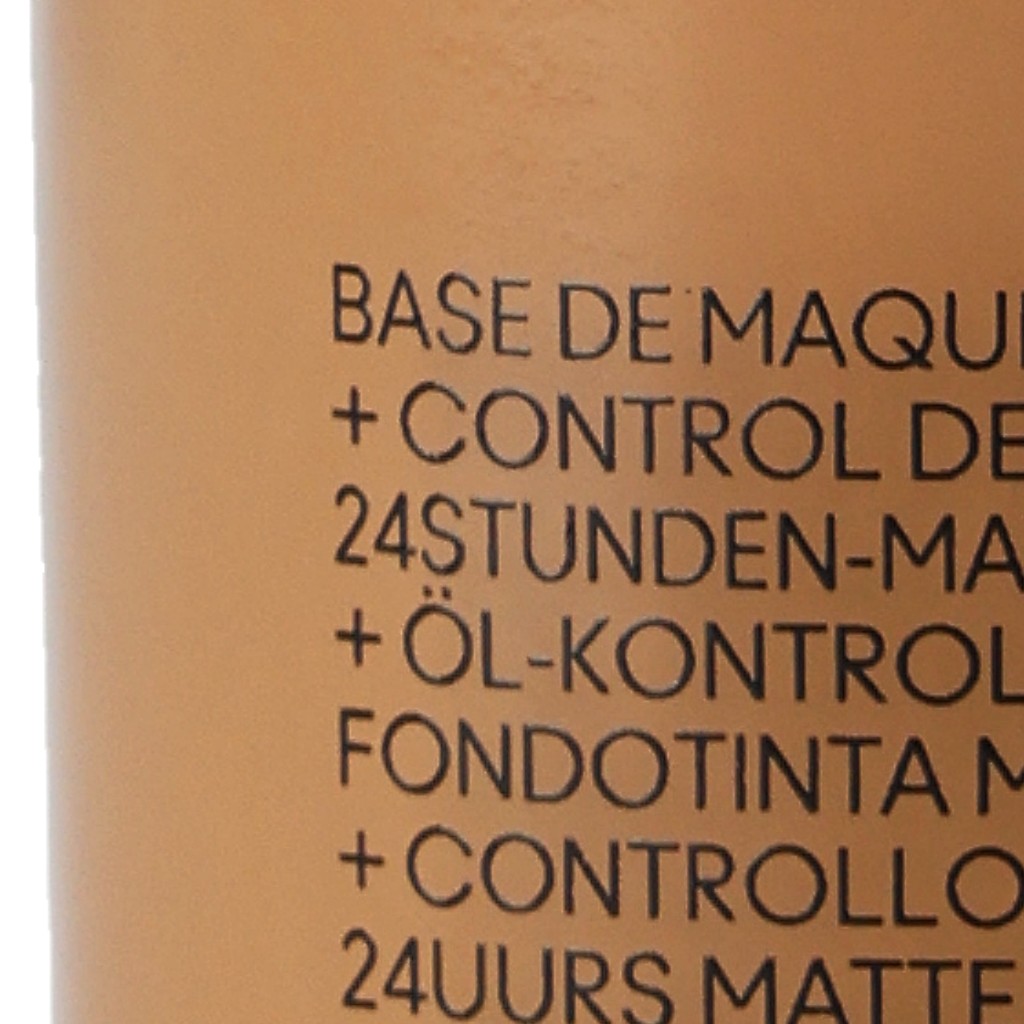 BASE DE MAQU
+ CONTROL DE
24STUNDEN-MA
+ ÖL-KONTROL
FONDOTINTA M
+ CONTROLLO
24UURS MATTE